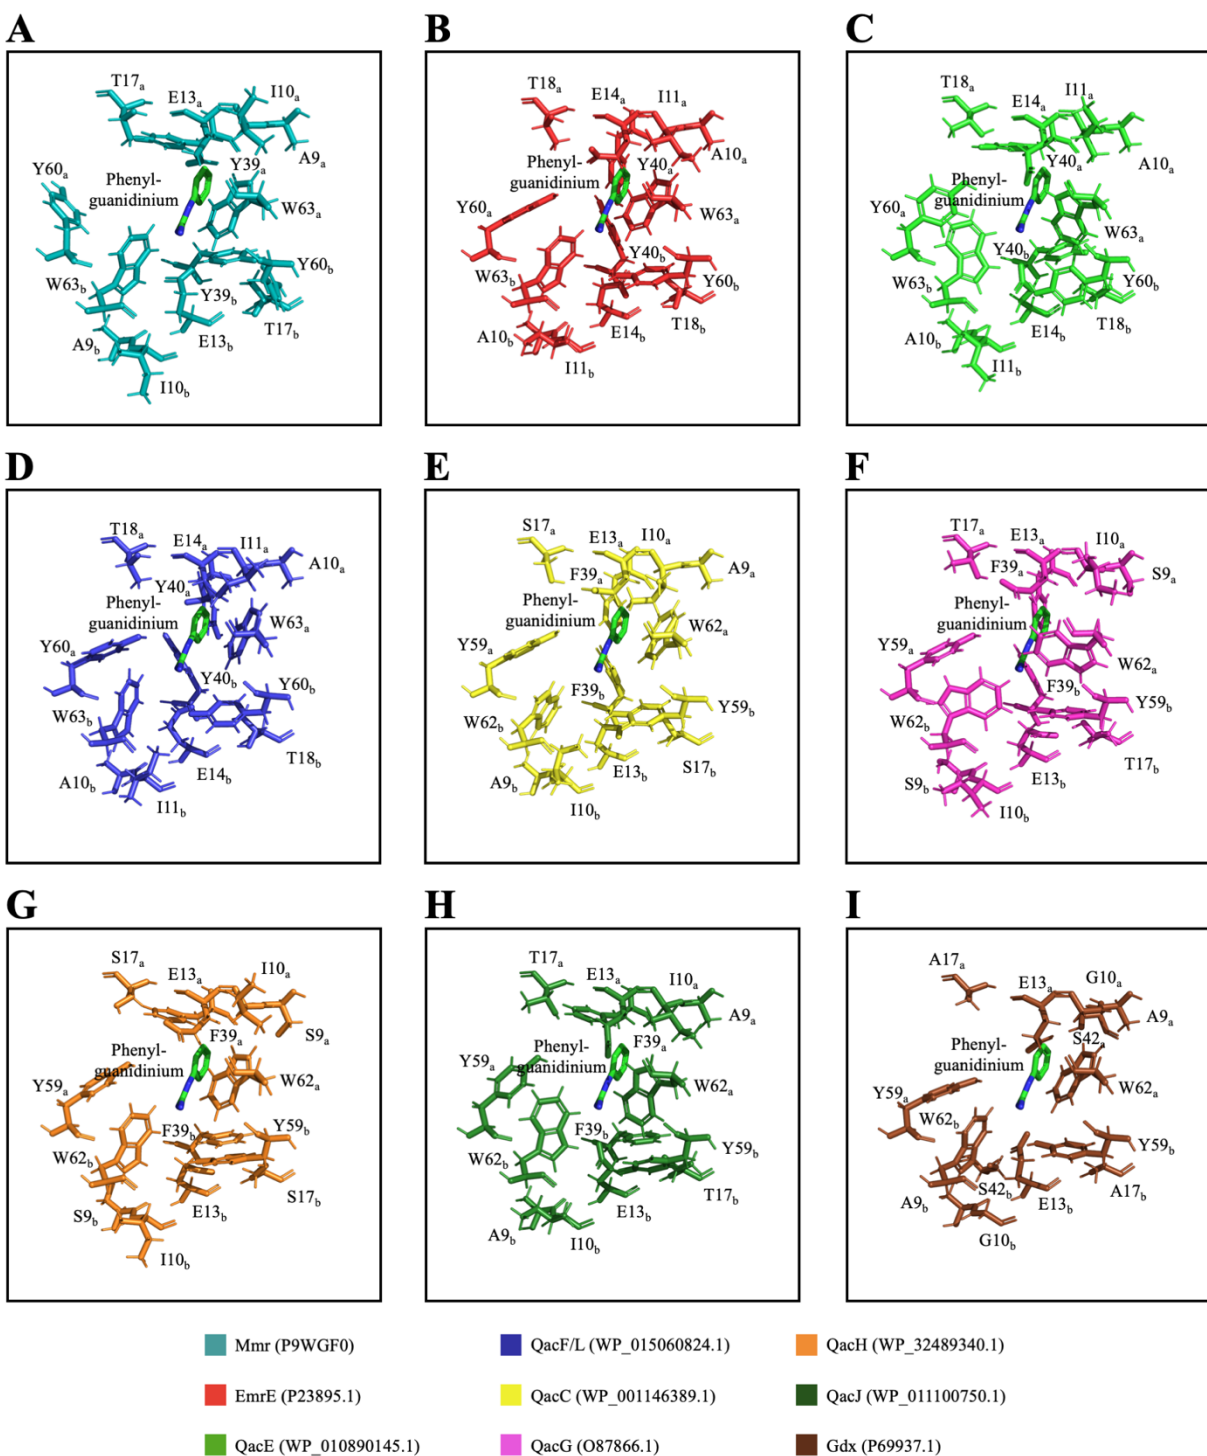 A
T17a
E13a
I10a
A9a
Y60a
Phenyl-
guanidinium
Y39a
W63a
W63b
Y39b
Y60b
T17b
E13b
A9b
I10b
B
T18a
E14a
I11a
A10a
Phenyl-
guanidinium
Y40a
Y60a
W63a
Y40b
W63b
Y60b
T18b
E14b
A10b
I11b
C
T18a
E14a
I11a
A10a
Y40a
Phenyl-
guanidinium
Y60a
W63a
Y40b
W63b
Y60b
T18b
E14b
A10b
I11b
D
T18a
E14a
I11a
A10a
Y40a
Phenyl-
guanidinium
W63a
Y60a
Y40b
Y60b
W63b
T18b
E14b
A10b
I11b
E
S17a
E13a
I10a
A9a
F39a
Phenyl-
guanidinium
W62a
Y59a
F39b
Y59b
W62b
S17b
E13b
A9b
I10b
F
T17a
E13a
I10a
F39a
S9a
Phenyl-
guanidinium
Y59a
W62a
F39b
Y59b
W62b
T17b
E13b
S9b
I10b
G
S17a
E13a
I10a
S9a
F39a
Phenyl-
guanidinium
Y59a
W62a
F39b
Y59b
W62b
S17b
E13b
S9b
I10b
H
T17a
E13a
I10a
A9a
F39a
Phenyl-
guanidinium
Y59a
W62a
F39b
Y59b
W62b
T17b
E13b
A9b
I10b
I
A17a
E13a
G10a
A9a
S42a
Phenyl-
guanidinium
Y59a
W62a
W62b
Y59b
S42b
A17b
A9b
E13b
G10b
Mmr (P9WGF0)
QacF/L (WP_015060824.1)
QacH (WP_32489340.1)
EmrE (P23895.1)
QacC (WP_001146389.1)
QacJ (WP_011100750.1)
QacE (WP_010890145.1)
QacG (O87866.1)
Gdx (P69937.1)